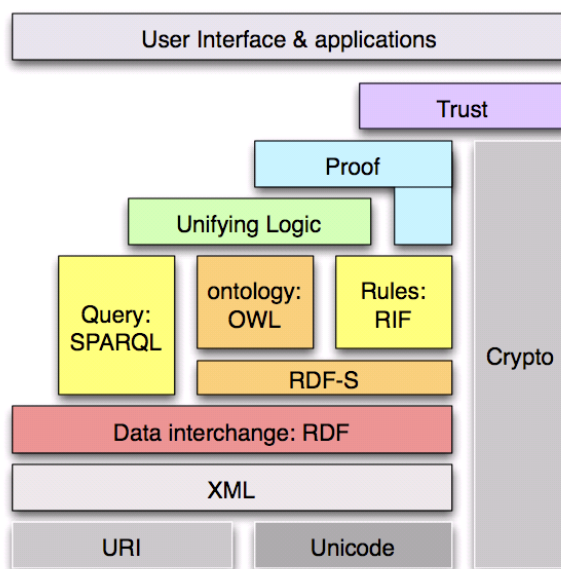 User Interface & applications
Trust
Proof
Unifying Logic
Query:
SPARQL
ontology:
OWL
Rules:
RIF
Crypto
RDF-S
Data interchange: RDF
XML
URI
Unicode